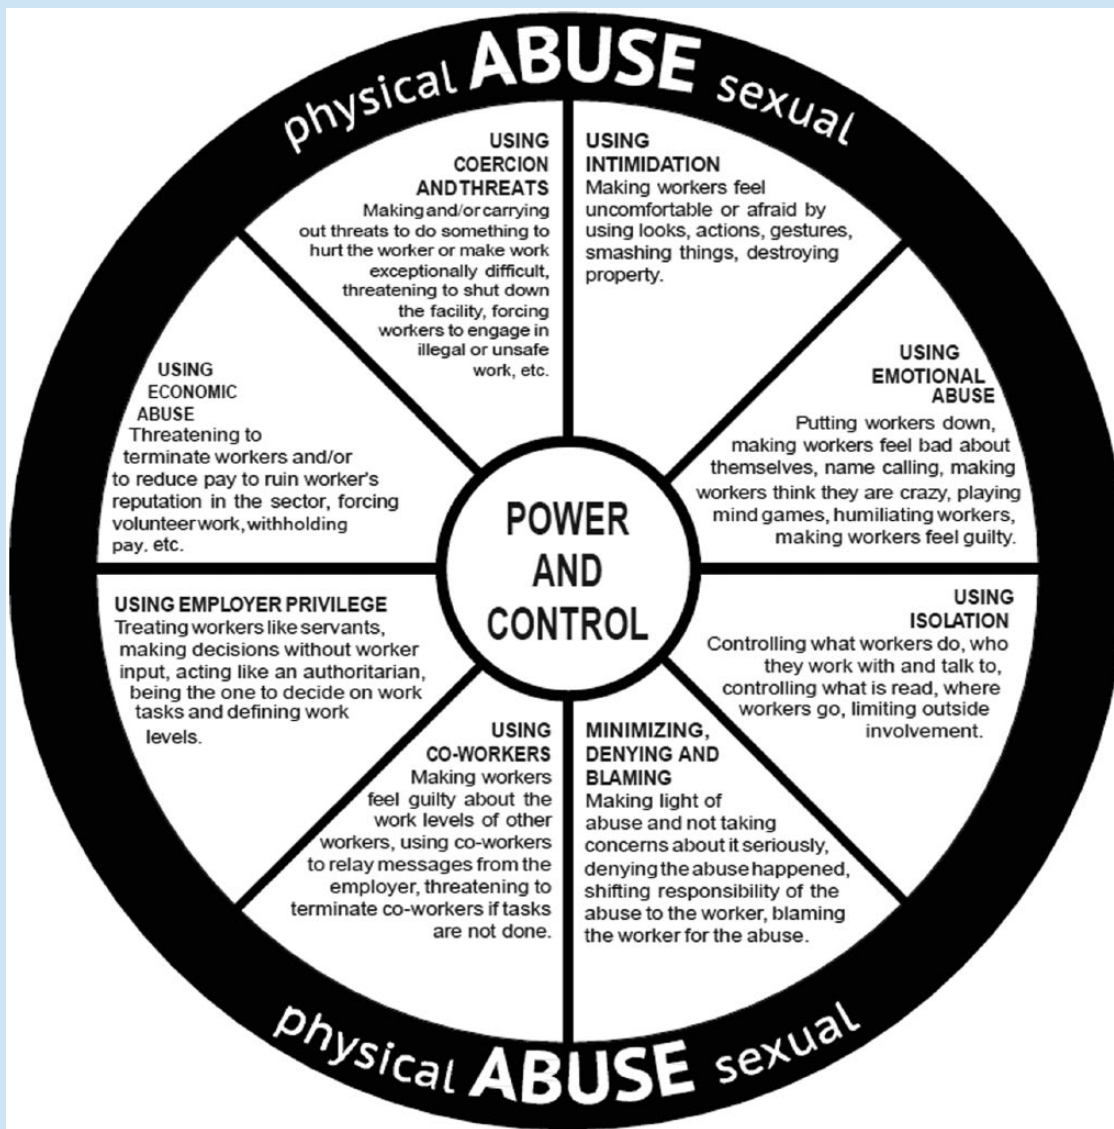 physical ABUSE sexual
USING
COERCION
ANDTHREATS
Making and/or carrying
out threats to do something to
hurt the worker or make work
exceptionally difficult,
threatening to shut down
the facility, forcing
workers to engage in
illegal or unsafe
work, etc.
USING
INTIMIDATION
Making workers feel
uncomfortable or afraid by
using looks, actions, gestures,
smashing things, destroying
property.
USING
EMOTIONAL
ABUSE
Putting workers down,
making workers feel bad about
themselves, name calling, making
workers think they are crazy, playing
mind games, humiliating workers,
making workers feel guilty.
USING
ISOLATION
Controlling what workers do, who
they work with and talk to,
controlling what is read, where
workers go, limiting outside
involvement.
MINIMIZING,
DENYING AND
BLAMING
Making light of
abuse and not taking
concerns about it seriously,
denying the abuse happened,
shifting responsibility of the
abuse to the worker, blaming
the worker for the abuse.
USING
CO-WORKERS
Making workers
feel guilty about the
work levels of other
workers, using co-workers
to relay messages from the
employer, threatening to
terminate co-workers if tasks
are not done.
USING EMPLOYER PRIVILEGE
Treating workers like servants,
making decisions without worker
input, acting like an authoritarian,
being the one to decide on work
tasks and defining work
levels.
USING
ECONOMIC
ABUSE
Threatening to
terminate workers and/or
to reduce pay to ruin worker's
reputation in the sector, forcing
volunteer work, withholding
pay. etc.
POWER
AND
CONTROL
physical ABUSE sexual